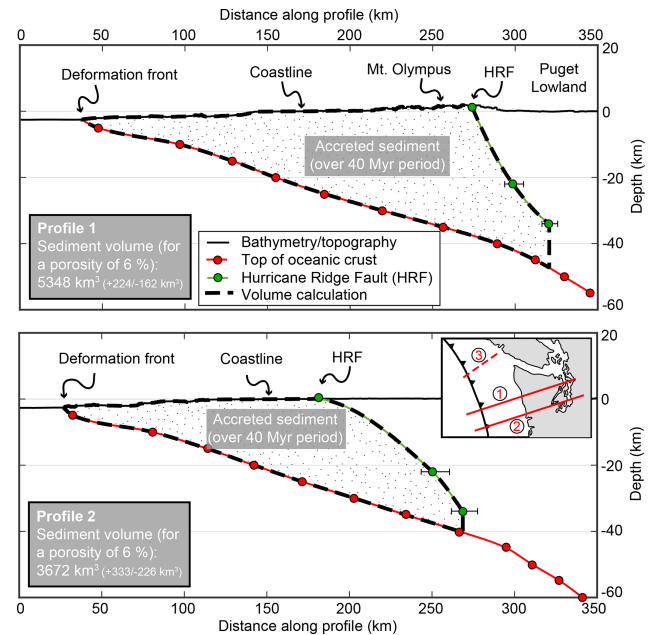 Distance along profile (km)
0 50 100 150 200 250 300 350
20
Deformation front
Coastline
Mt. Olympus
HRF
Puget
Lowland
0
Accreted sediment
(over 40 Myr period)
-20
Depth (km)
Profile 1
Sediment volume (for
a porosity of 6 %):
5348 km³ (+224/-162 km³)
Bathymetry/topography
Top of oceanic crust
Hurricane Ridge Fault (HRF)
Volume calculation
-40
-60
20
Deformation front
Coastline
HRF
3
1
2
0
Accreted sediment
(over 40 Myr period)
-20
Depth (km)
Profile 2
Sediment volume (for
a porosity of 6 %):
3672 km³ (+333/-226 km³)
-40
-60
0 50 100 150 200 250 300 350
Distance along profile (km)